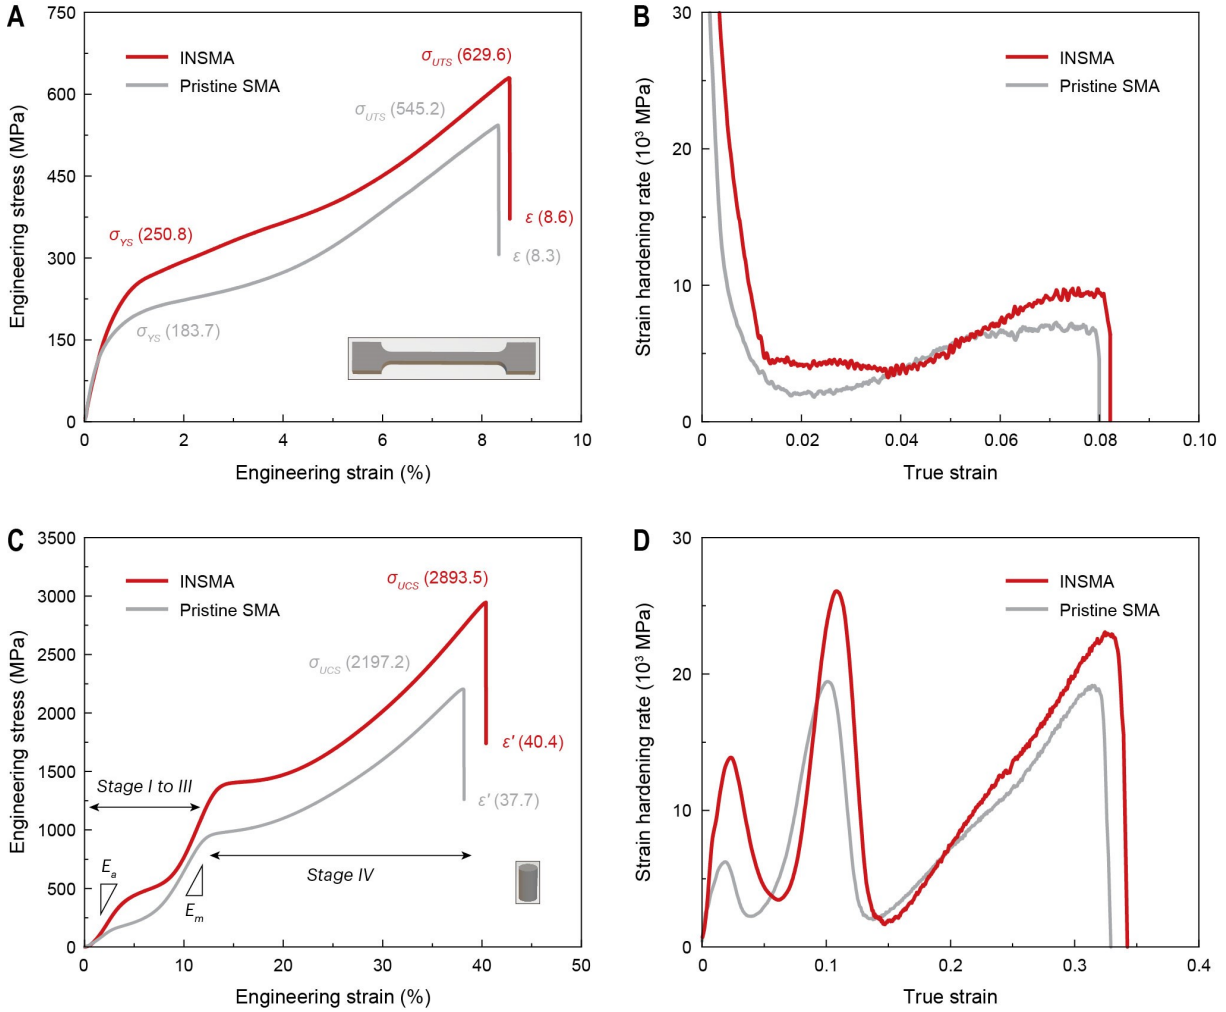 A
750
600
450
300
150
0
Engineering stress (MPa)
INSMA
Pristine SMA
σUTS (629.6)
σUTS (545.2)
σYS (250.8)
σYS (183.7)
ε (8.6)
ε (8.3)
0 2 4 6 8 10
Engineering strain (%)
B
30
20
10
0
Strain hardening rate (10³ MPa)
INSMA
Pristine SMA
0 0.02 0.04 0.06 0.08 0.10
True strain
C
3500
3000
2500
2000
1500
1000
500
0
Engineering stress (MPa)
INSMA
Pristine SMA
σUCS (2893.5)
σUCS (2197.2)
ε' (40.4)
ε' (37.7)
Stage I to III
Stage IV
Ea
Em
0 10 20 30 40 50
Engineering strain (%)
D
30
20
10
0
Strain hardening rate (10³ MPa)
INSMA
Pristine SMA
0 0.1 0.2 0.3 0.4
True strain